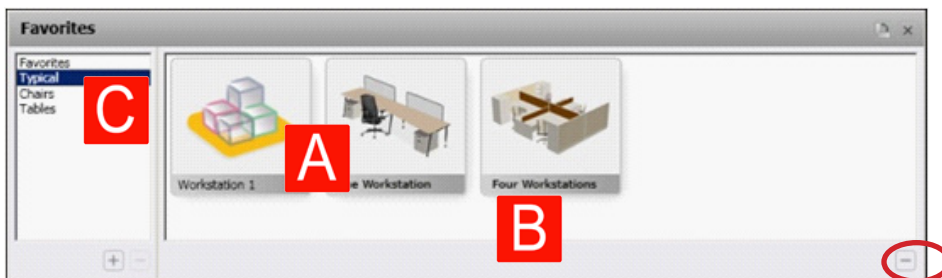 Favorites
Favorites
Typical
Chairs
Tables
C
A
Workstation 1
Workstation
Four Workstations
B